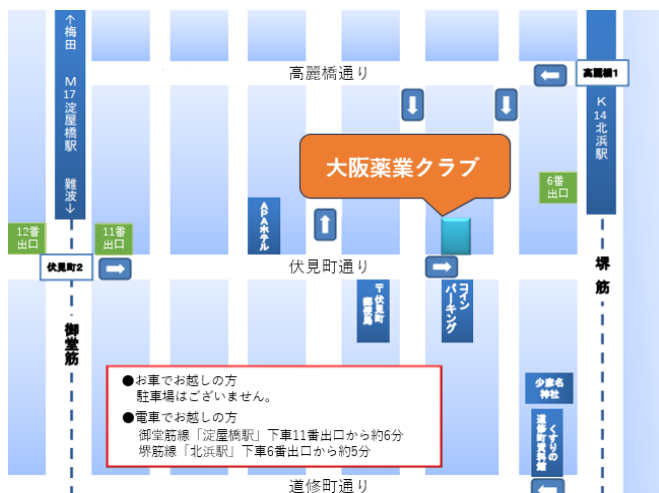 ↑梅田 M17淀屋橋駅 難波↓
高麗橋通り
高麗橋1
K14北浜駅
大阪薬業クラブ
6番
出口
APAホテル
12番
出口
11番
出口
伏見町2
伏見町通り
堺筋
御堂筋
〒伏見町
郵便局
コイン
パーキング
●お車でお越しの方
駐車場はございません。
●電車でお越しの方
御堂筋線「淀屋橋駅」下車11番出口から約6分
堺筋線「北浜駅」下車6番出口から約5分
少彦名
神社
くすりの
道修町資料館
道修町通り